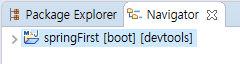 Package Explorer Navigator
springFirst [boot] [devtools]